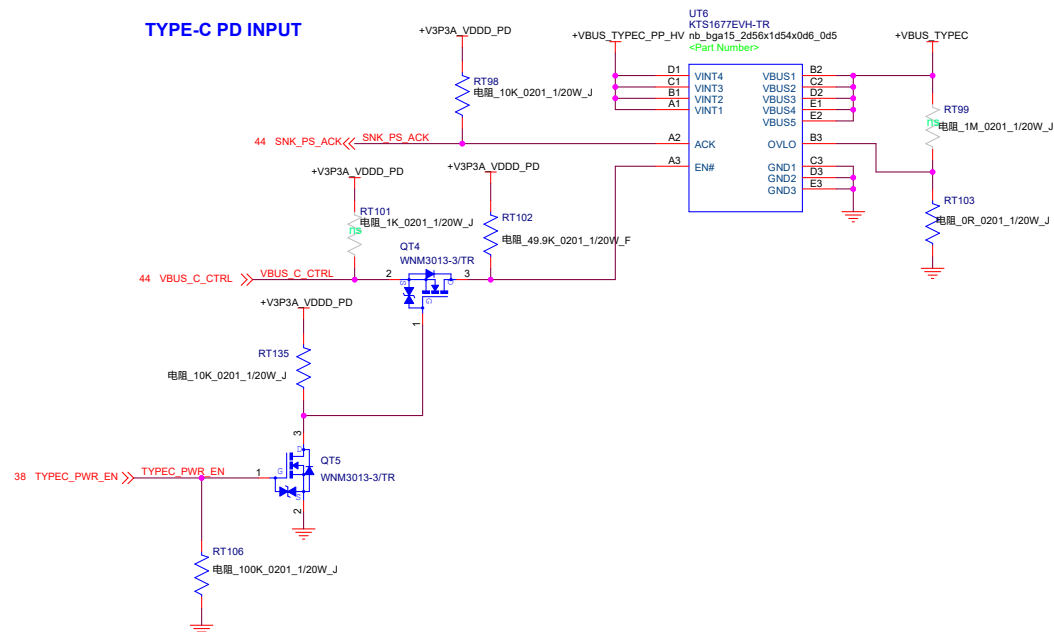 TYPE-C PD INPUT
UT6
KTS1677EVH-TR
nb_bga15_2d56x1d54x0d6_0d5
<Part Number>
+V3P3A_VDDD_PD
+VBUS_TYPEC_PP_HV
+VBUS_TYPEC
D1 VINT4 VBUS1 B2
C1 VINT3 VBUS2 C2
B1 VINT2 VBUS3 D2
A1 VINT1 VBUS4 E1
VBUS5 E2
RT98
电阻_10K_0201_1/20W_J
RT99
ns
电阻_1M_0201_1/20W_J
44 SNK_PS_ACK SNK_PS_ACK
A2 ACK OVLO B3
A3 EN# GND1 C3
GND2 D3
GND3 E3
+V3P3A_VDDD_PD
+V3P3A_VDDD_PD
RT101
电阻_1K_0201_1/20W_J
ns
RT102
电阻_49.9K_0201_1/20W_F
RT103
电阻_0R_0201_1/20W_J
QT4
WNM3013-3/TR
44 VBUS_C_CTRL VBUS_C_CTRL
2 3
S D
G
1
+V3P3A_VDDD_PD
RT135
电阻_10K_0201_1/20W_J
3
D
QT5
WNM3013-3/TR
G
S
38 TYPEC_PWR_EN TYPEC_PWR_EN 1
2
RT106
电阻_100K_0201_1/20W_J